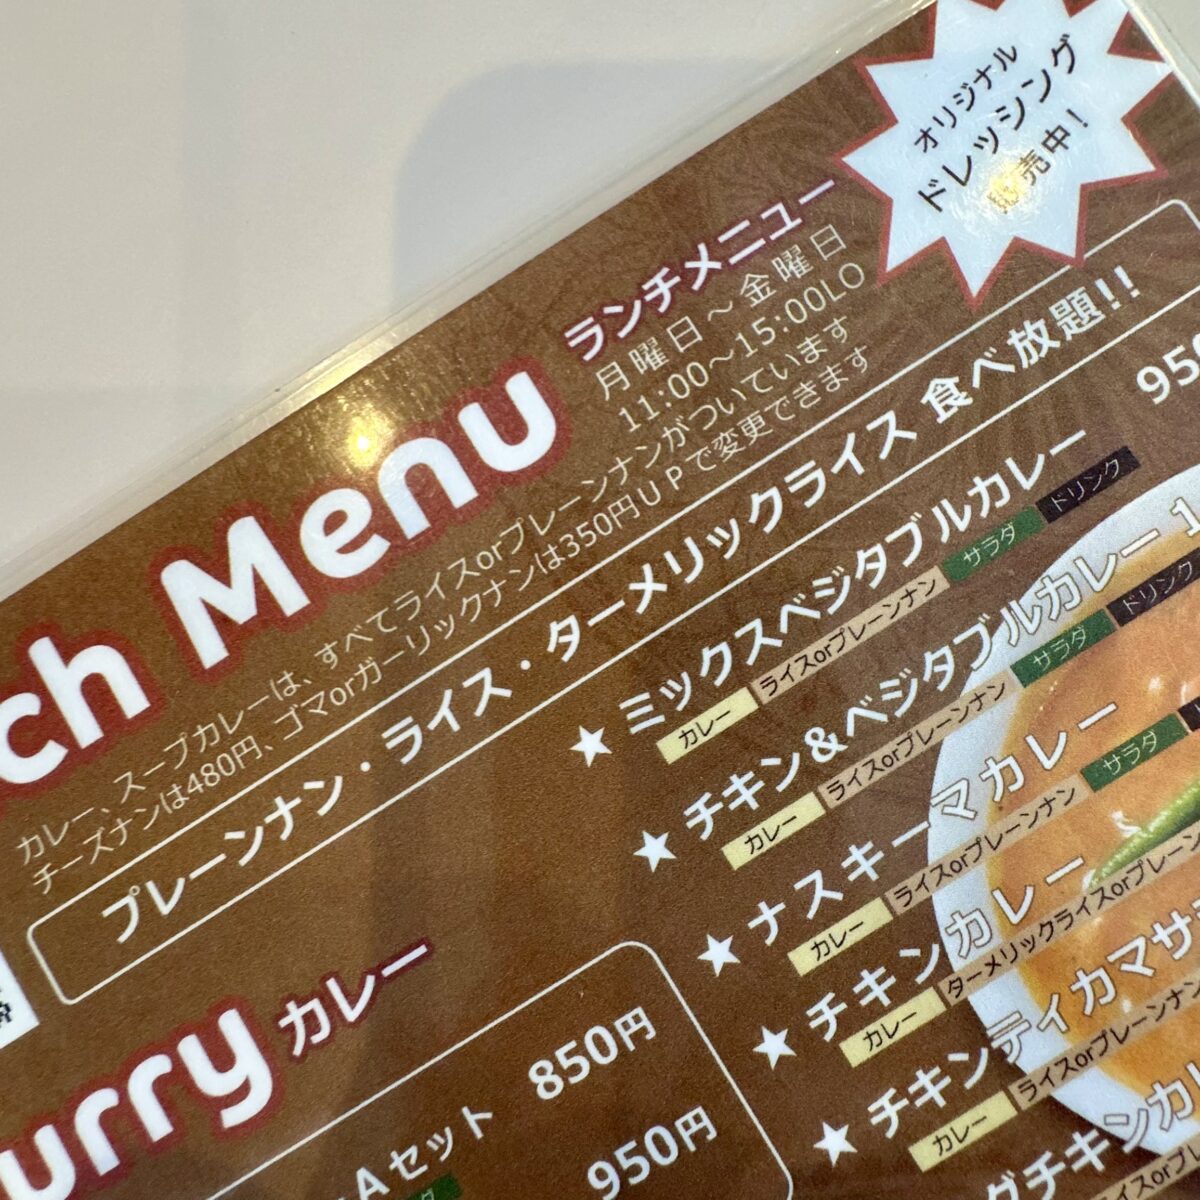 オリジナル
ドレッシング
販売中！
ch Menu
ランチメニュー
月曜日～金曜日
11:00～15:00LO
カレー、スープカレーは、すべてライスorプレーンナンがついています
チーズナンは480円、ゴマorガーリックナンは350円ＵＰで変更できます
プレーンナン・ライス・ターメリックライス 食べ放題!!
urry カレー
Aセット 850円
950円
950
★ ミックスベジタブルカレー
カレー ライスorプレーンナン サラダ ドリンク
★ チキン&ベジタブルカレー 1
カレー ライスorプレーンナン サラダ ドリンク
★ ナスキーマカレー
カレー ライスorプレーンナン サラダ
★ チキンカレー
カレー ターメリックライスorプレーン
★ チキンティカマサ
カレー ライスorプレーンナン
グチキンカレ
ライスorプレ